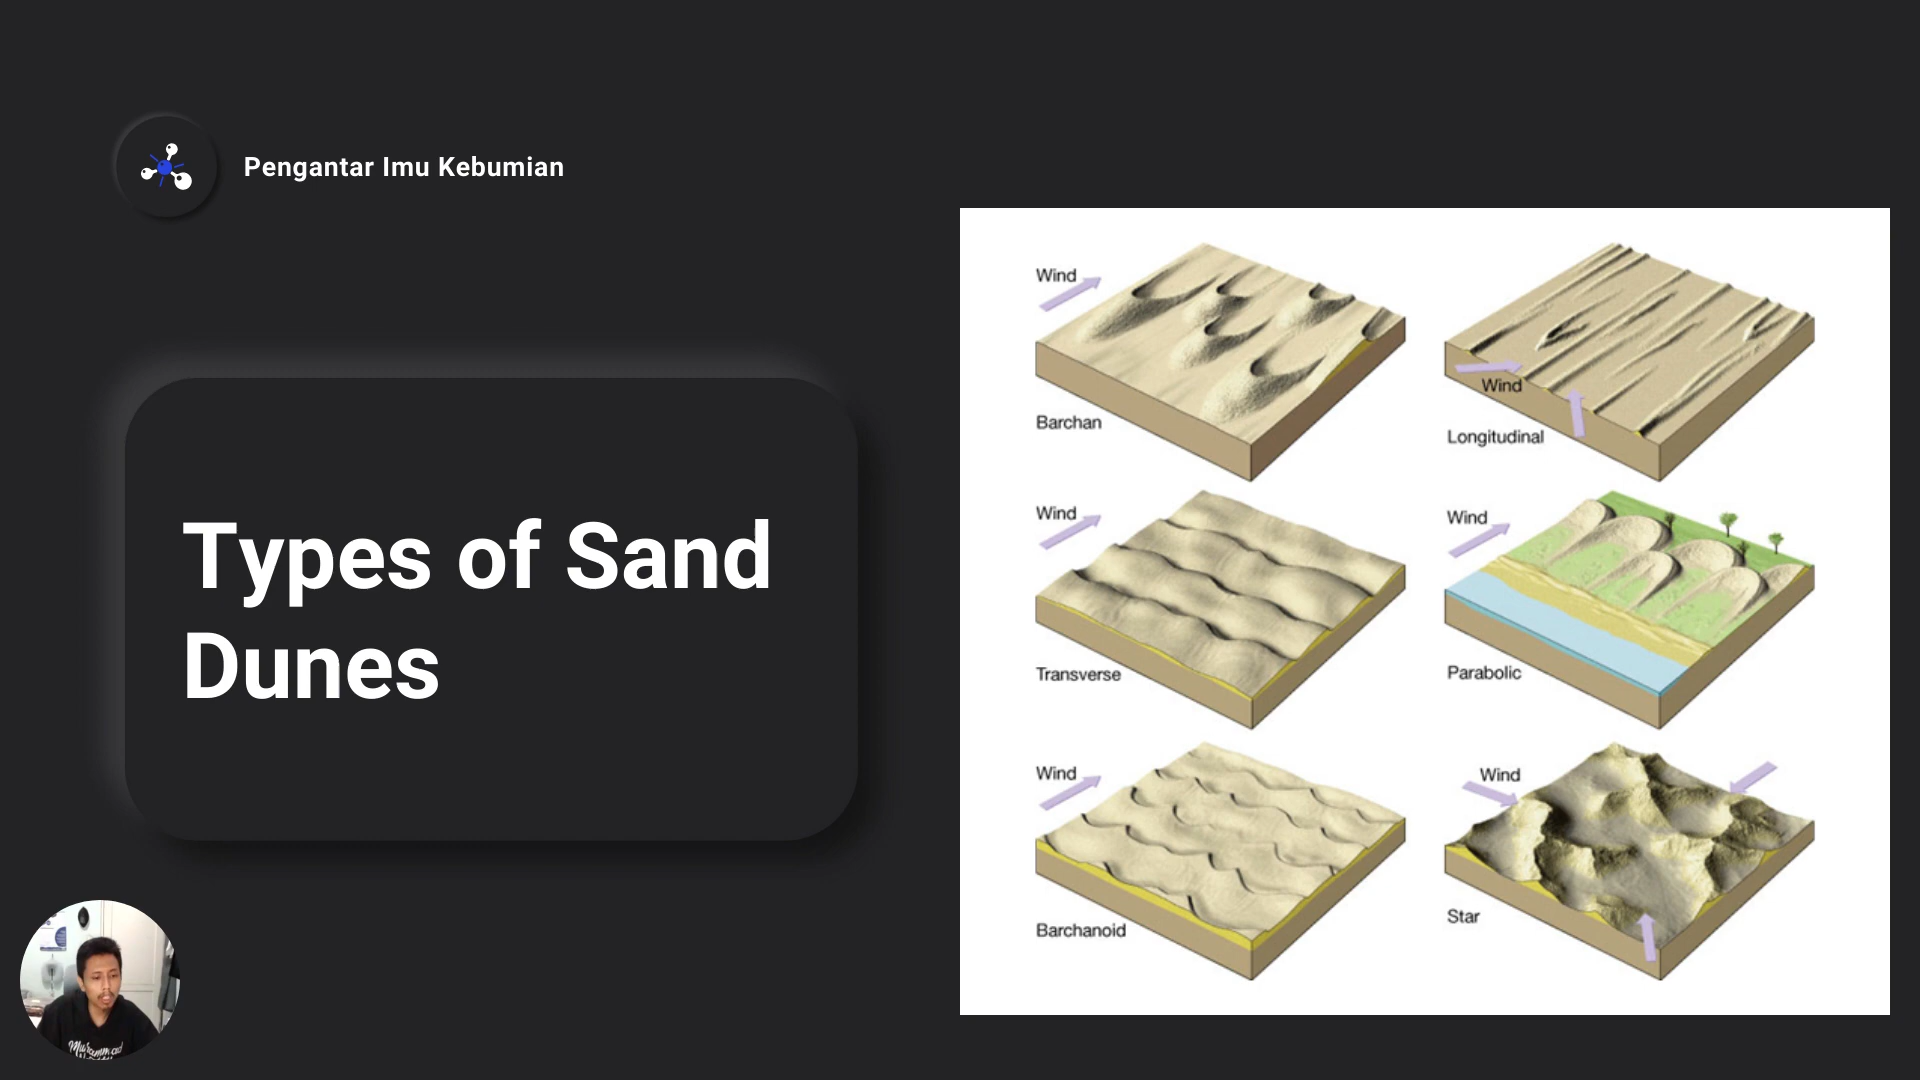 Pengantar Imu Kebumian
Types of Sand
Dunes
Wind
Barchan
Wind
Longitudinal
Wind
Transverse
Wind
Parabolic
Wind
Barchanoid
Wind
Star